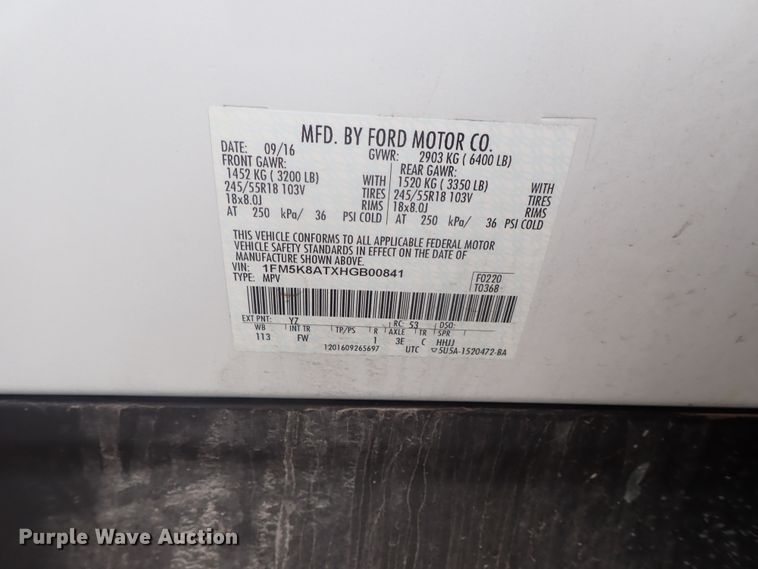 MFD. BY FORD MOTOR CO.
DATE: 09/16 GVWR: 2903 KG ( 6400 LB)
FRONT GAWR: REAR GAWR:
1452 KG ( 3200 LB) WITH 1520 KG ( 3350 LB) WITH
245/55R18 103V TIRES 245/55R18 103V TIRES
18x8.0J RIMS 18x8.0J RIMS
AT 250 kPa/ 36 PSI COLD AT 250 kPa/ 36 PSI COLD
THIS VEHICLE CONFORMS TO ALL APPLICABLE FEDERAL MOTOR
VEHICLE SAFETY STANDARDS IN EFFECT ON THE DATE OF
MANUFACTURE SHOWN ABOVE.
VIN: 1FM5K8ATXHGB00841 F0220
TYPE: MPV T0368
EXT PNT: YZ RC: 53 DSO:
WB INT TR TP/PS R AXLE TR SPR
113 FW 1 3E C HHJJ
1201609265697 UTC 5U5A-1520472-BA
Purple Wave Auction